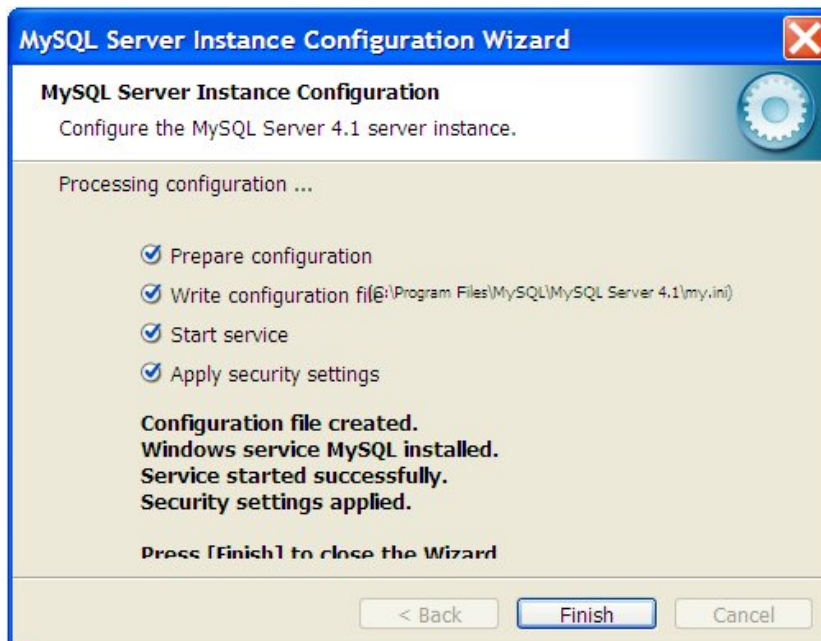 MySQL Server Instance Configuration Wizard
MySQL Server Instance Configuration
Configure the MySQL Server 4.1 server instance.
Processing configuration ...
Prepare configuration
Write configuration file (C:\Program Files\MySQL\MySQL Server 4.1\my.ini)
Start service
Apply security settings
Configuration file created.
Windows service MySQL installed.
Service started successfully.
Security settings applied.
Press [Finish] to close the Wizard
< Back Finish Cancel